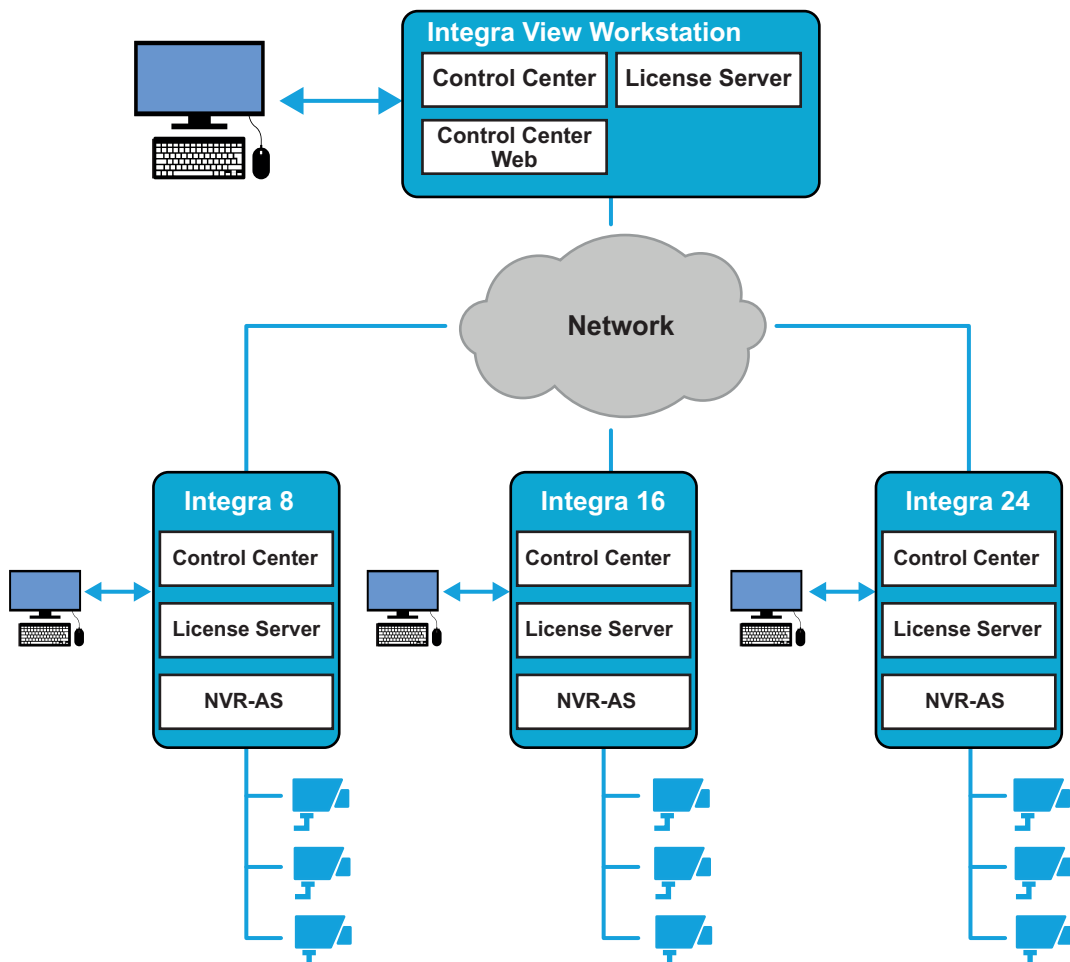 Integra View Workstation
Control Center
License Server
Control Center
Web
Network
Integra 8
Control Center
License Server
NVR-AS
Integra 16
Control Center
License Server
NVR-AS
Integra 24
Control Center
License Server
NVR-AS